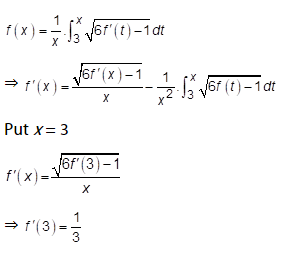 f(x) = 1/x · ∫₃ˣ √(6f'(t) – 1) dt
⇒ f'(x) = √(6f'(x) – 1)/x – 1/x² · ∫₃ˣ √(6f(t) – 1) dt
Put x = 3
f'(x) = √(6f'(3) – 1)/x
⇒ f'(3) = 1/3